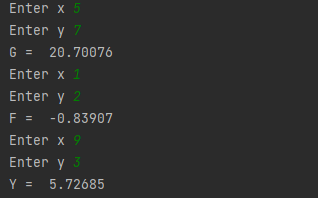 Enter x 5
Enter y 7
G =  20.70076
Enter x 1
Enter y 2
F =  -0.83907
Enter x 9
Enter y 3
Y =  5.72685